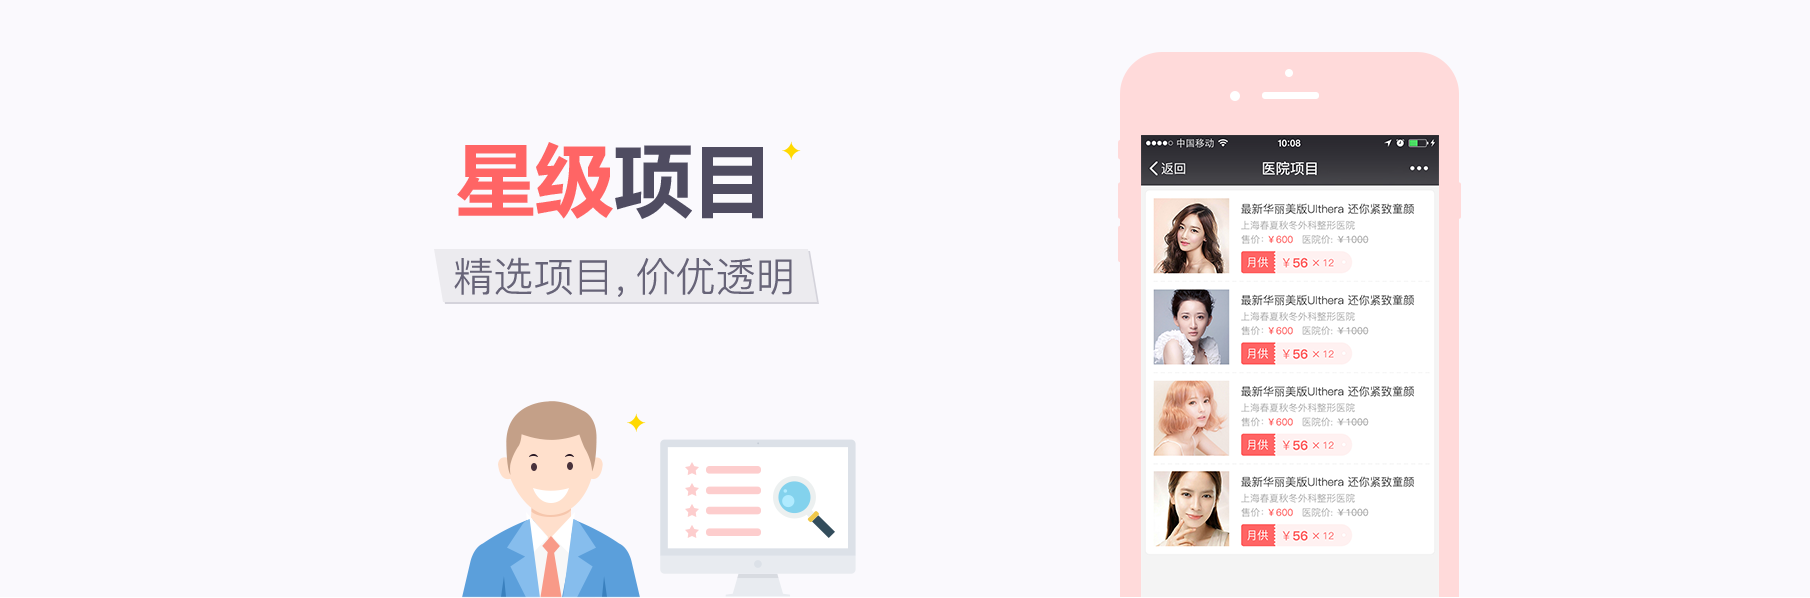 星级项目
精选项目，价优透明
中国移动 10:08
返回 医院项目
最新华丽美版Ulthera 还你紧致童颜
上海春夏秋冬外科整形医院
售价：￥600 医院价：￥1000
月供 ￥56 × 12
最新华丽美版Ulthera 还你紧致童颜
上海春夏秋冬外科整形医院
售价：￥600 医院价：￥1000
月供 ￥56 × 12
最新华丽美版Ulthera 还你紧致童颜
上海春夏秋冬外科整形医院
售价：￥600 医院价：￥1000
月供 ￥56 × 12
最新华丽美版Ulthera 还你紧致童颜
上海春夏秋冬外科整形医院
售价：￥600 医院价：￥1000
月供 ￥56 × 12